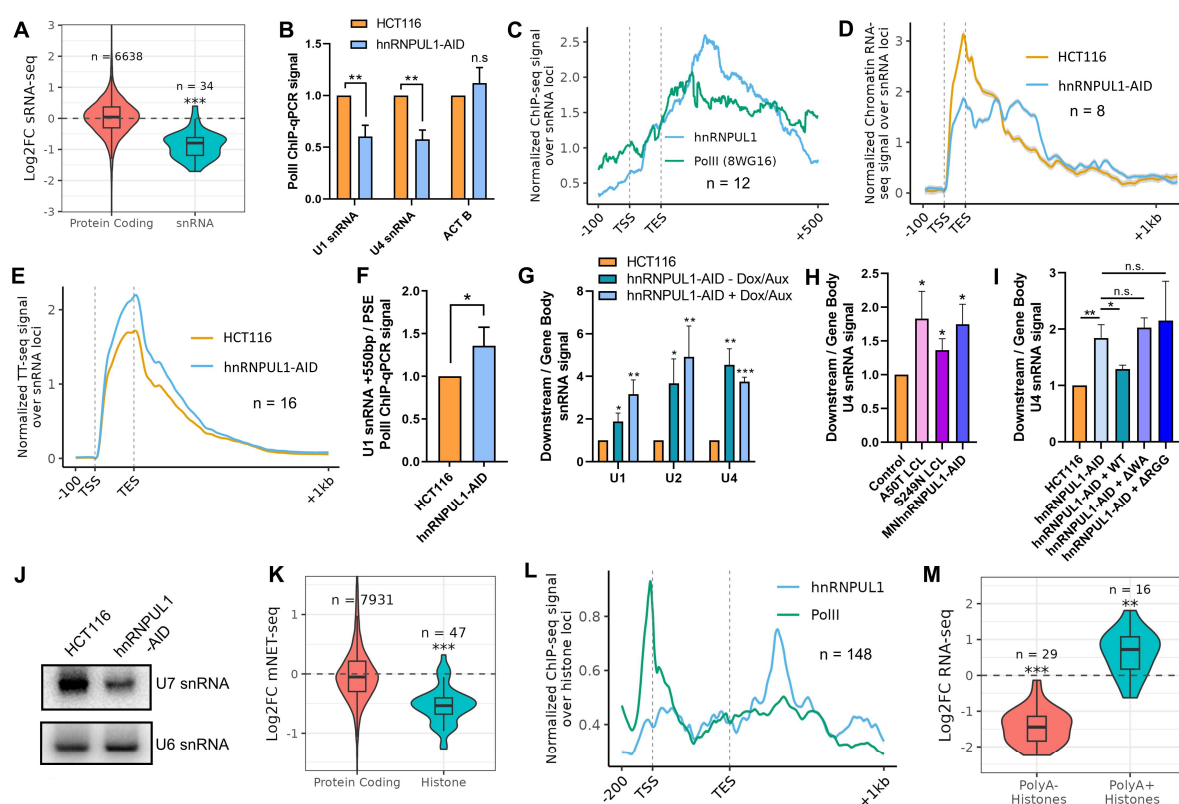 A
Log2FC sRNA-seq
3
2
1
0
-1
-2
-3
n = 6638
n = 34
***
Protein Coding
snRNA
B
HCT116
hnRNPUL1-AID
PolII ChIP-qPCR signal
1.5
1.0
0.5
0.0
**
**
n.s
U1 snRNA
U4 snRNA
ACT B
C
Normalized ChIP-seq signal
over snRNA loci
2.5
2.0
1.5
1.0
0.5
hnRNPUL1
PolII (8WG16)
n = 12
-100
TSS
TES
+500
D
Normalized Chromatin RNA-
seq signal over snRNA loci
3
2
1
0
HCT116
hnRNPUL1-AID
n = 8
-100
TSS
TES
+1kb
E
Normalized TT-seq signal
over snRNA loci
2
1
0
HCT116
hnRNPUL1-AID
n = 16
-100
TSS
TES
+1kb
F
U1 snRNA +550bp / PSE
PolII ChIP-qPCR signal
2.0
1.5
1.0
0.5
0.0
*
HCT116
hnRNPUL1-AID
G
HCT116
hnRNPUL1-AID - Dox/Aux
hnRNPUL1-AID + Dox/Aux
Downstream / Gene Body
snRNA signal
8
6
4
2
0
*
**
*
**
**
***
U1
U2
U4
H
Downstream / Gene Body
U4 snRNA signal
2.5
2.0
1.5
1.0
0.5
0.0
*
*
*
Control
A50T LCL
S249N LCL
MNhnRNPUL1-AID
I
Downstream / Gene Body
U4 snRNA signal
3
2
1
0
n.s.
n.s.
**
*
HCT116
hnRNPUL1-AID
hnRNPUL1-AID + WT
hnRNPUL1-AID + ΔWA
hnRNPUL1-AID + ΔRGG
J
HCT116
hnRNPUL1
-AID
U7 snRNA
U6 snRNA
K
Log2FC mNET-seq
1
0
-1
n = 7931
n = 47
***
Protein Coding
Histone
L
Normalized ChIP-seq signal
over histone loci
0.8
0.6
0.4
hnRNPUL1
PolII
n = 148
-200
TSS
TES
+1kb
M
Log2FC RNA-seq
2
1
0
-1
-2
n = 29
***
n = 16
**
PolyA-
Histones
PolyA+
Histones